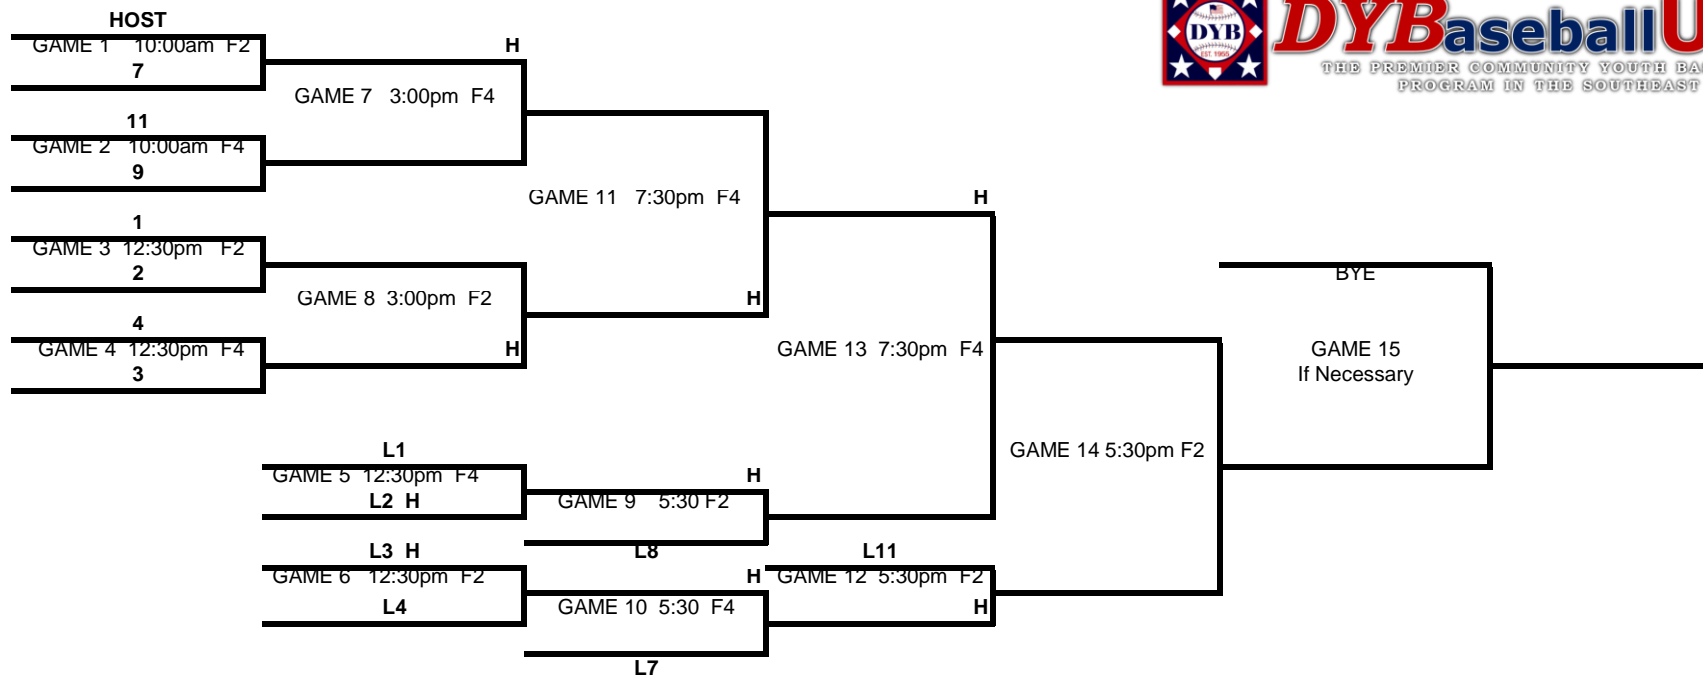 HOST
GAME 1 10:00am F2
7
H
GAME 7 3:00pm F4
11
GAME 2 10:00am F4
9
GAME 11 7:30pm F4
H
1
GAME 3 12:30pm F2
2
GAME 8 3:00pm F2
H
4
GAME 4 12:30pm F4
3
H
GAME 13 7:30pm F4
BYE
GAME 15
If Necessary
GAME 14 5:30pm F2
L1
GAME 5 12:30pm F4
L2 H
H
GAME 9 5:30 F2
L8
L3 H
GAME 6 12:30pm F2
L4
H
GAME 10 5:30 F4
L7
L11
GAME 12 5:30pm F2
H
DYB
EST. 1955
DYBaseballU
THE PREMIER COMMUNITY YOUTH BA
PROGRAM IN THE SOUTHEAST